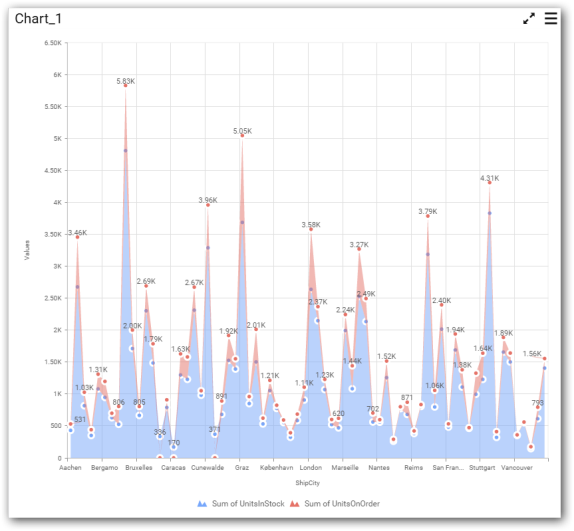 Chart_1
6.50K
6K
5.83K
5.50K
5.05K
5K
4.50K
4.31K
4K
3.96K
3.79K
3.58K
3.50K
3.46K
3.27K
3K
2.69K
2.67K
2.49K
2.50K
2.40K
2.37K
2.24K
2.00K
2.01K
2K
1.92K
1.94K
1.89K
1.79K
1.63K
1.64K
1.56K
1.52K
1.50K
1.44K
1.38K
1.31K
1.21K
1.23K
1.11K
1.03K
1.06K
1K
891
871
806
805
793
702
620
531
500
336
371
170
0
Values
Aachen Bergamo Bruxelles Caracas Cunewalde Graz København London Marseille Nantes Reims San Fran... Stuttgart Vancouver
ShipCity
Sum of UnitsInStock Sum of UnitsOnOrder